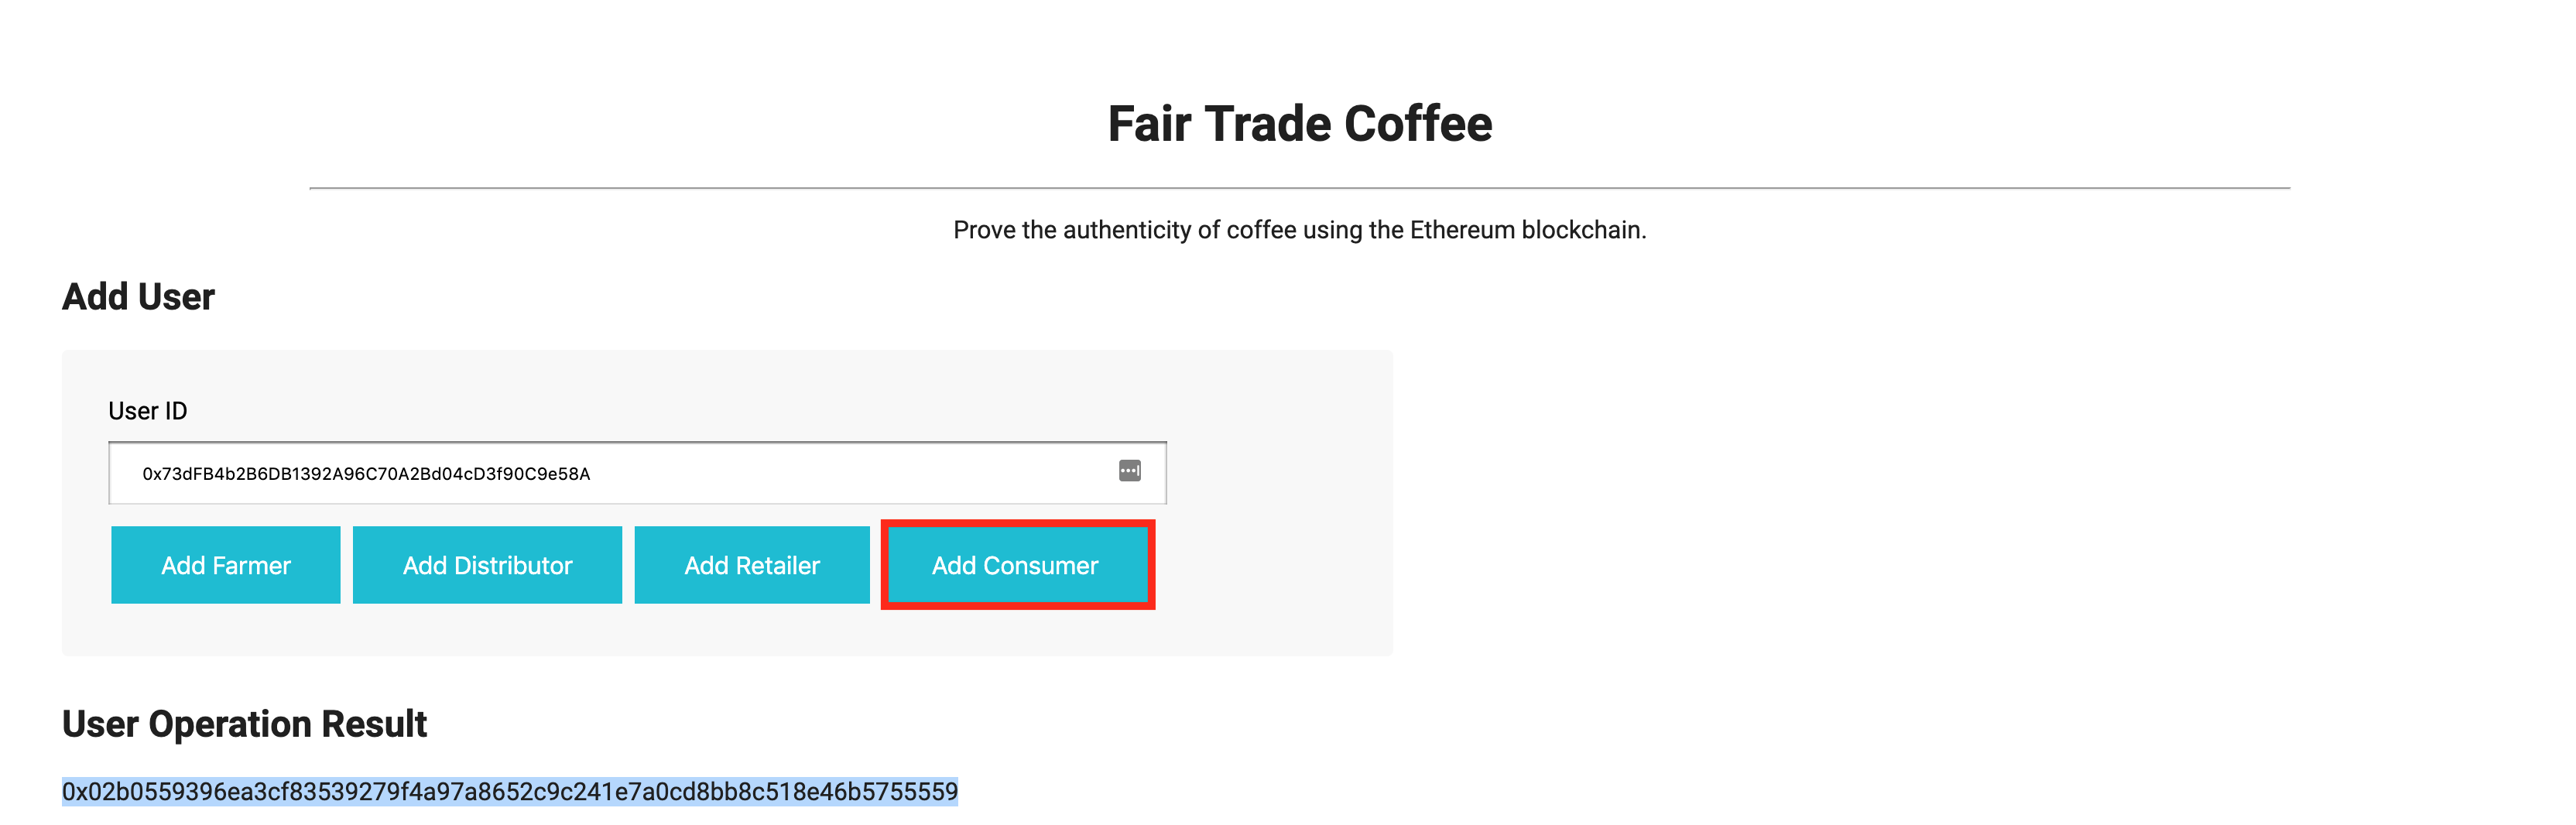 Fair Trade Coffee
Prove the authenticity of coffee using the Ethereum blockchain.
Add User
User ID
0x73dFB4b2B6DB1392A96C70A2Bd04cD3f90C9e58A
Add Farmer Add Distributor Add Retailer Add Consumer
User Operation Result
0x02b0559396ea3cf83539279f4a97a8652c9c241e7a0cd8bb8c518e46b5755559